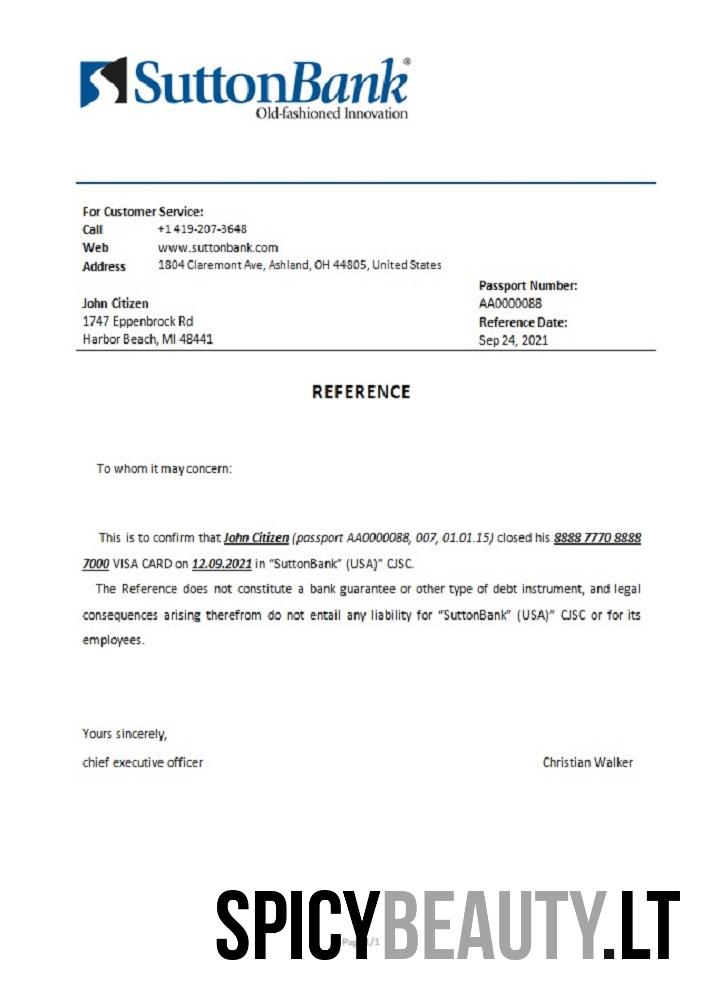 SuttonBank®
Old-fashioned Innovation
For Customer Service:
Call +1 419-207-3648
Web www.suttonbank.com
Address 1804 Claremont Ave, Ashland, OH 44805, United States
Passport Number:
John Citizen AA0000088
1747 Eppenbrock Rd Reference Date:
Harbor Beach, MI 48441 Sep 24, 2021
REFERENCE
To whom it may concern:
This is to confirm that John Citizen (passport AA0000088, 007, 01.01.15) closed his 8888 7770 8888
7000 VISA CARD on 12.09.2021 in “SuttonBank” (USA)” CJSC.
The Reference does not constitute a bank guarantee or other type of debt instrument, and legal
consequences arising therefrom do not entail any liability for “SuttonBank” (USA)” CJSC or for its
employees.
Yours sincerely,
chief executive officer Christian Walker
SPICYBEAUTY.LT
Page 1/1